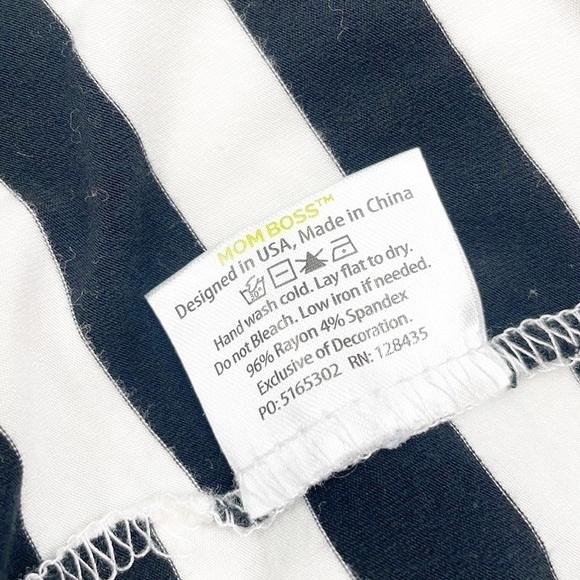 MOM BOSS™
Designed in USA, Made in China
30°
Hand wash cold. Lay flat to dry.
Do not Bleach. Low iron if needed.
96% Rayon 4% Spandex
Exclusive of Decoration.
PO: 5165302 RN: 128435